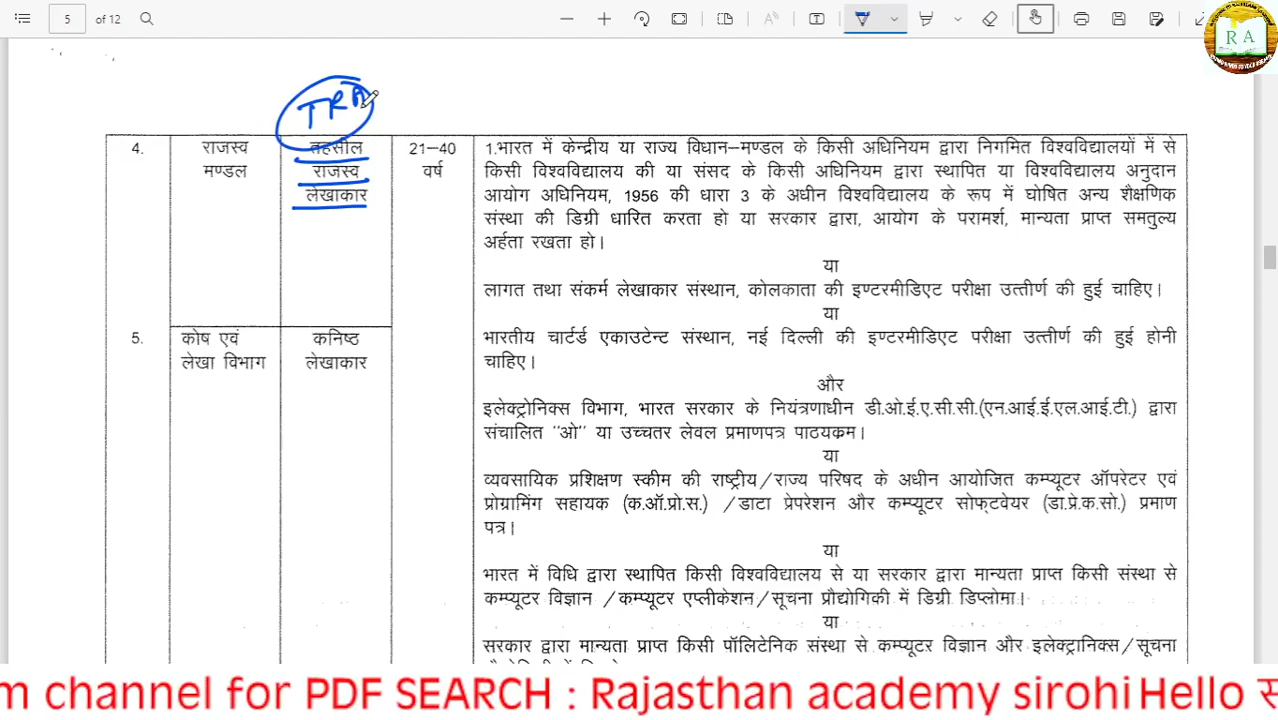 5 of 12
RA
TRA
4.
राजस्व
मण्डल
तहसील
राजस्व
लेखाकार
21–40
वर्ष
1.भारत में केन्द्रीय या राज्य विधान–मण्डल के किसी अधिनियम द्वारा निगमित विश्वविद्यालयों में से
किसी विश्वविद्यालय की या संसद के किसी अधिनियम द्वारा स्थापित या विश्वविद्यालय अनुदान
आयोग अधिनियम, 1956 की धारा 3 के अधीन विश्वविद्यालय के रूप में घोषित अन्य शैक्षणिक
संस्था की डिग्री धारित करता हो या सरकार द्वारा, आयोग के परामर्श, मान्यता प्राप्त समतुल्य
अर्हता रखता हो।
या
लागत तथा संकर्म लेखाकार संस्थान, कोलकाता की इण्टरमीडिएट परीक्षा उत्तीर्ण की हुई चाहिए।
या
5.
कोष एवं
लेखा विभाग
कनिष्ठ
लेखाकार
भारतीय चार्टर्ड एकाउटेन्ट संस्थान, नई दिल्ली की इण्टरमीडिएट परीक्षा उत्तीर्ण की हुई होनी
चाहिए।
और
इलेक्ट्रोनिक्स विभाग, भारत सरकार के नियंत्रणाधीन डी.ओ.ई.ए.सी.सी.(एन.आई.ई.एल.आई.टी.) द्वारा
संचालित "ओ" या उच्चतर लेवल प्रमाणपत्र पाठयक्रम।
या
व्यवसायिक प्रशिक्षण स्कीम की राष्ट्रीय/राज्य परिषद के अधीन आयोजित कम्प्यूटर ऑपरेटर एवं
प्रोग्रामिंग सहायक (क.ऑ.प्रो.स.) /डाटा प्रेपरेशन और कम्प्यूटर सोफ्टवेयर (डा.प्रे.क.सो.) प्रमाण
पत्र।
या
भारत में विधि द्वारा स्थापित किसी विश्वविद्यालय से या सरकार द्वारा मान्यता प्राप्त किसी संस्था से
कम्प्यूटर विज्ञान /कम्प्यूटर एप्लीकेशन/सूचना प्रौद्योगिकी में डिग्री डिप्लोमा।
या
सरकार द्वारा मान्यता प्राप्त किसी पॉलिटेनिक संस्था से कम्प्यूटर विज्ञान और इलेक्ट्रानिक्स/सूचना
m channel for PDF SEARCH : Rajasthan academy sirohi Hello